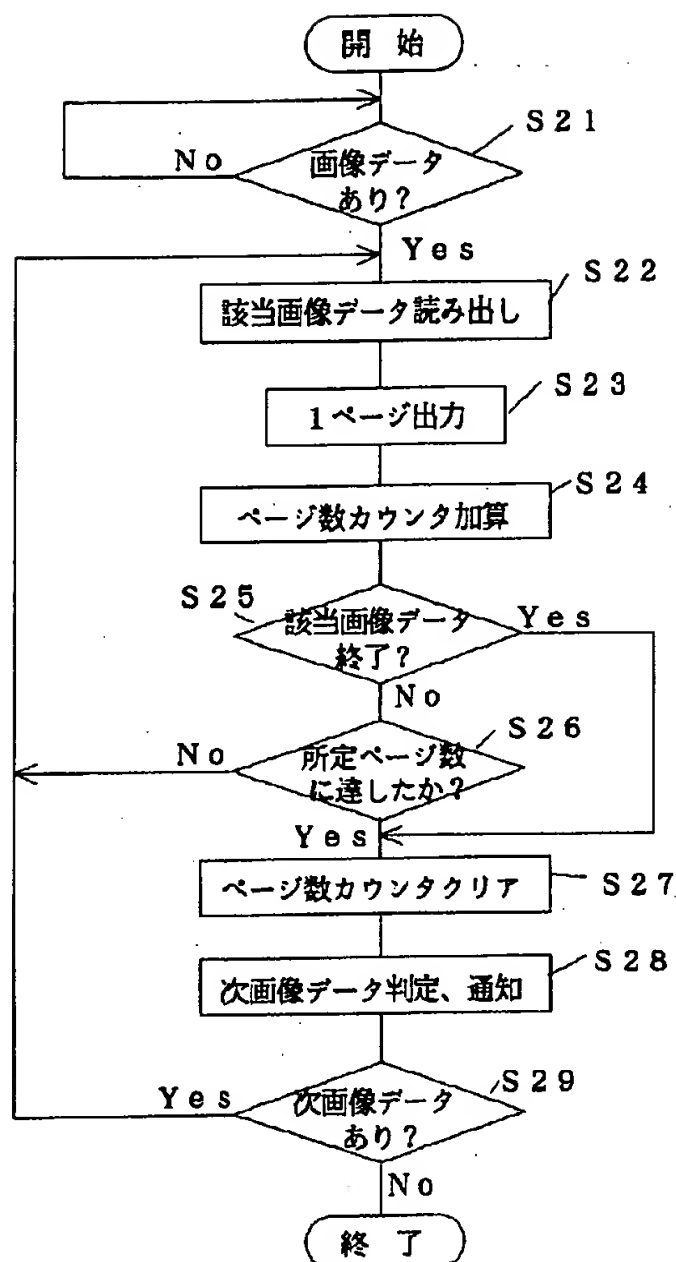 開 始
S21
No
画像データ
あり?
Yes
S22
該当画像データ読み出し
S23
1ページ出力
S24
ページ数カウンタ加算
S25
該当画像データ
終了?
Yes
No
S26
No
所定ページ数
に達したか?
Yes
ページ数カウンタクリア
S27
S28
次画像データ判定、通知
Yes
S29
次画像データ
あり?
No
終 了